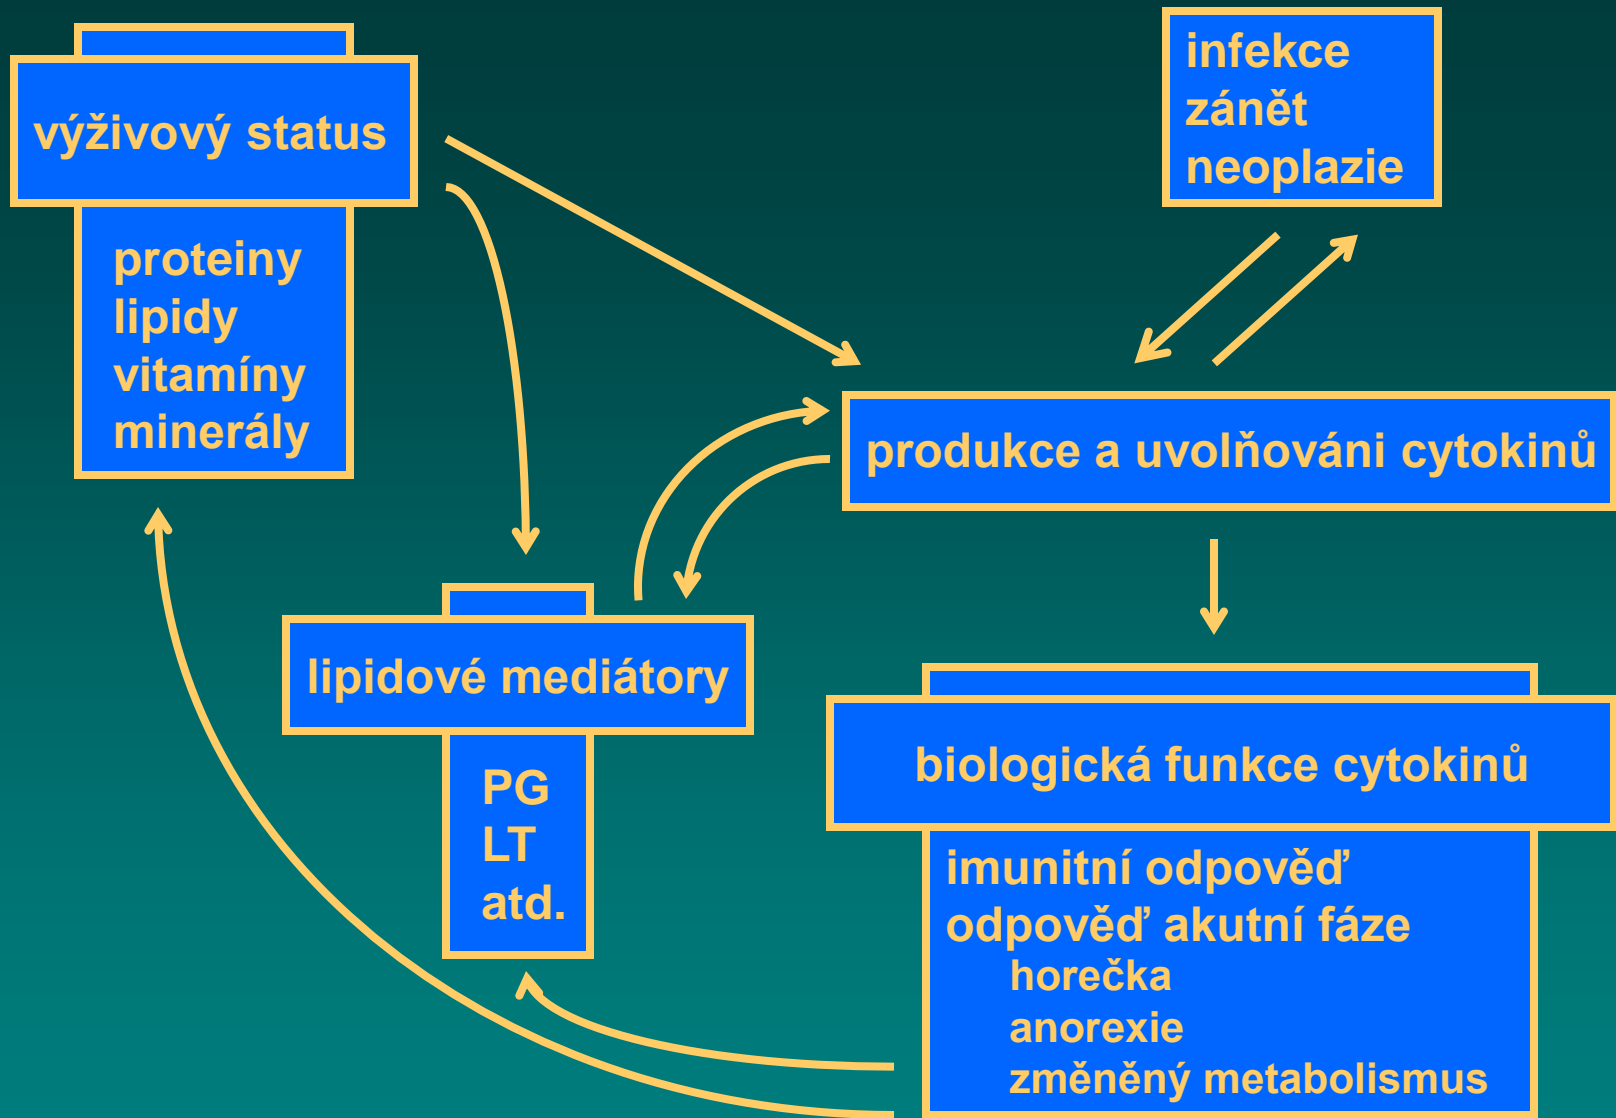 výživový status
proteiny
lipidy
vitamíny
minerály
infekce
zánět
neoplazie
produkce a uvolňováni cytokinů
lipidové mediátory
PG
LT
atd.
biologická funkce cytokinů
imunitní odpověď
odpověď akutní fáze
horečka
anorexie
změněný metabolismus